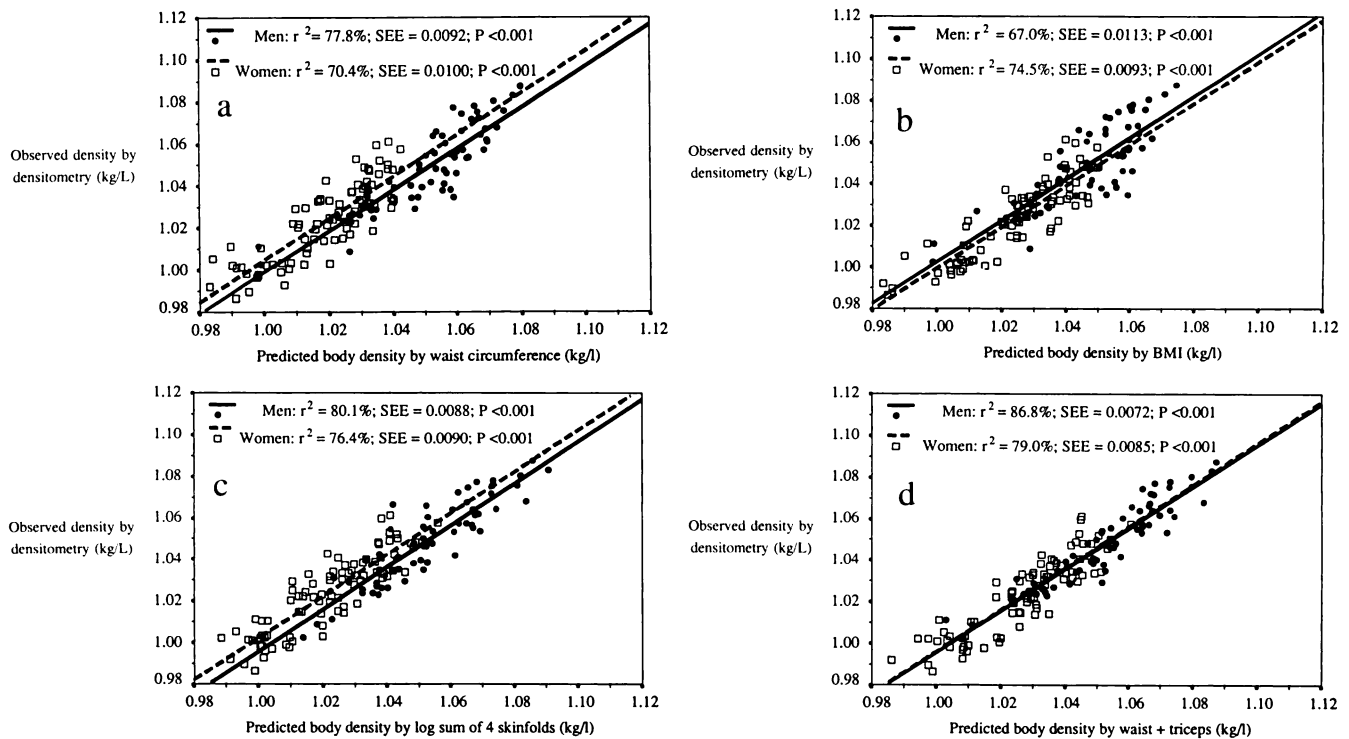 1.12
1.10
1.08
1.06
1.04
1.02
1.00
0.98
Observed density by
densitometry (kg/L)
Men: r² = 77.8%; SEE = 0.0092; P <0.001
Women: r² = 70.4%; SEE = 0.0100; P <0.001
a
0.98 1.00 1.02 1.04 1.06 1.08 1.10 1.12
Predicted body density by waist circumference (kg/l)
1.12
1.10
1.08
1.06
1.04
1.02
1.00
0.98
Observed density by
densitometry (kg/L)
Men: r² = 67.0%; SEE = 0.0113; P <0.001
Women: r² = 74.5%; SEE = 0.0093; P <0.001
b
0.98 1.00 1.02 1.04 1.06 1.08 1.10 1.12
Predicted body density by BMI (kg/l)
1.12
1.10
1.08
1.06
1.04
1.02
1.00
0.98
Observed density by
densitometry (kg/L)
Men: r² = 80.1%; SEE = 0.0088; P <0.001
Women: r² = 76.4%; SEE = 0.0090; P <0.001
c
0.98 1.00 1.02 1.04 1.06 1.08 1.10 1.12
Predicted body density by log sum of 4 skinfolds (kg/l)
1.12
1.10
1.08
1.06
1.04
1.02
1.00
0.98
Observed density by
densitometry (kg/L)
Men: r² = 86.8%; SEE = 0.0072; P <0.001
Women: r² = 79.0%; SEE = 0.0085; P <0.001
d
0.98 1.00 1.02 1.04 1.06 1.08 1.10 1.12
Predicted body density by waist + triceps (kg/l)